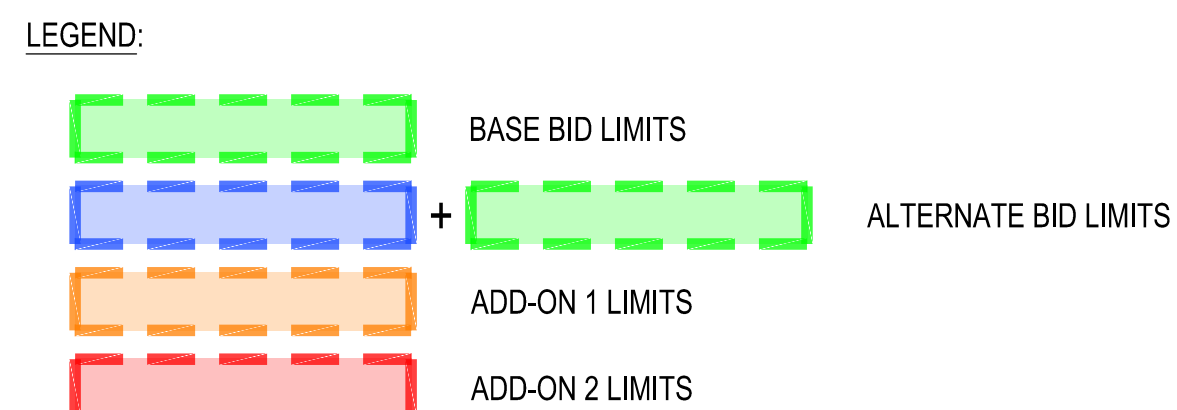 LEGEND:
BASE BID LIMITS
+
ALTERNATE BID LIMITS
ADD-ON 1 LIMITS
ADD-ON 2 LIMITS